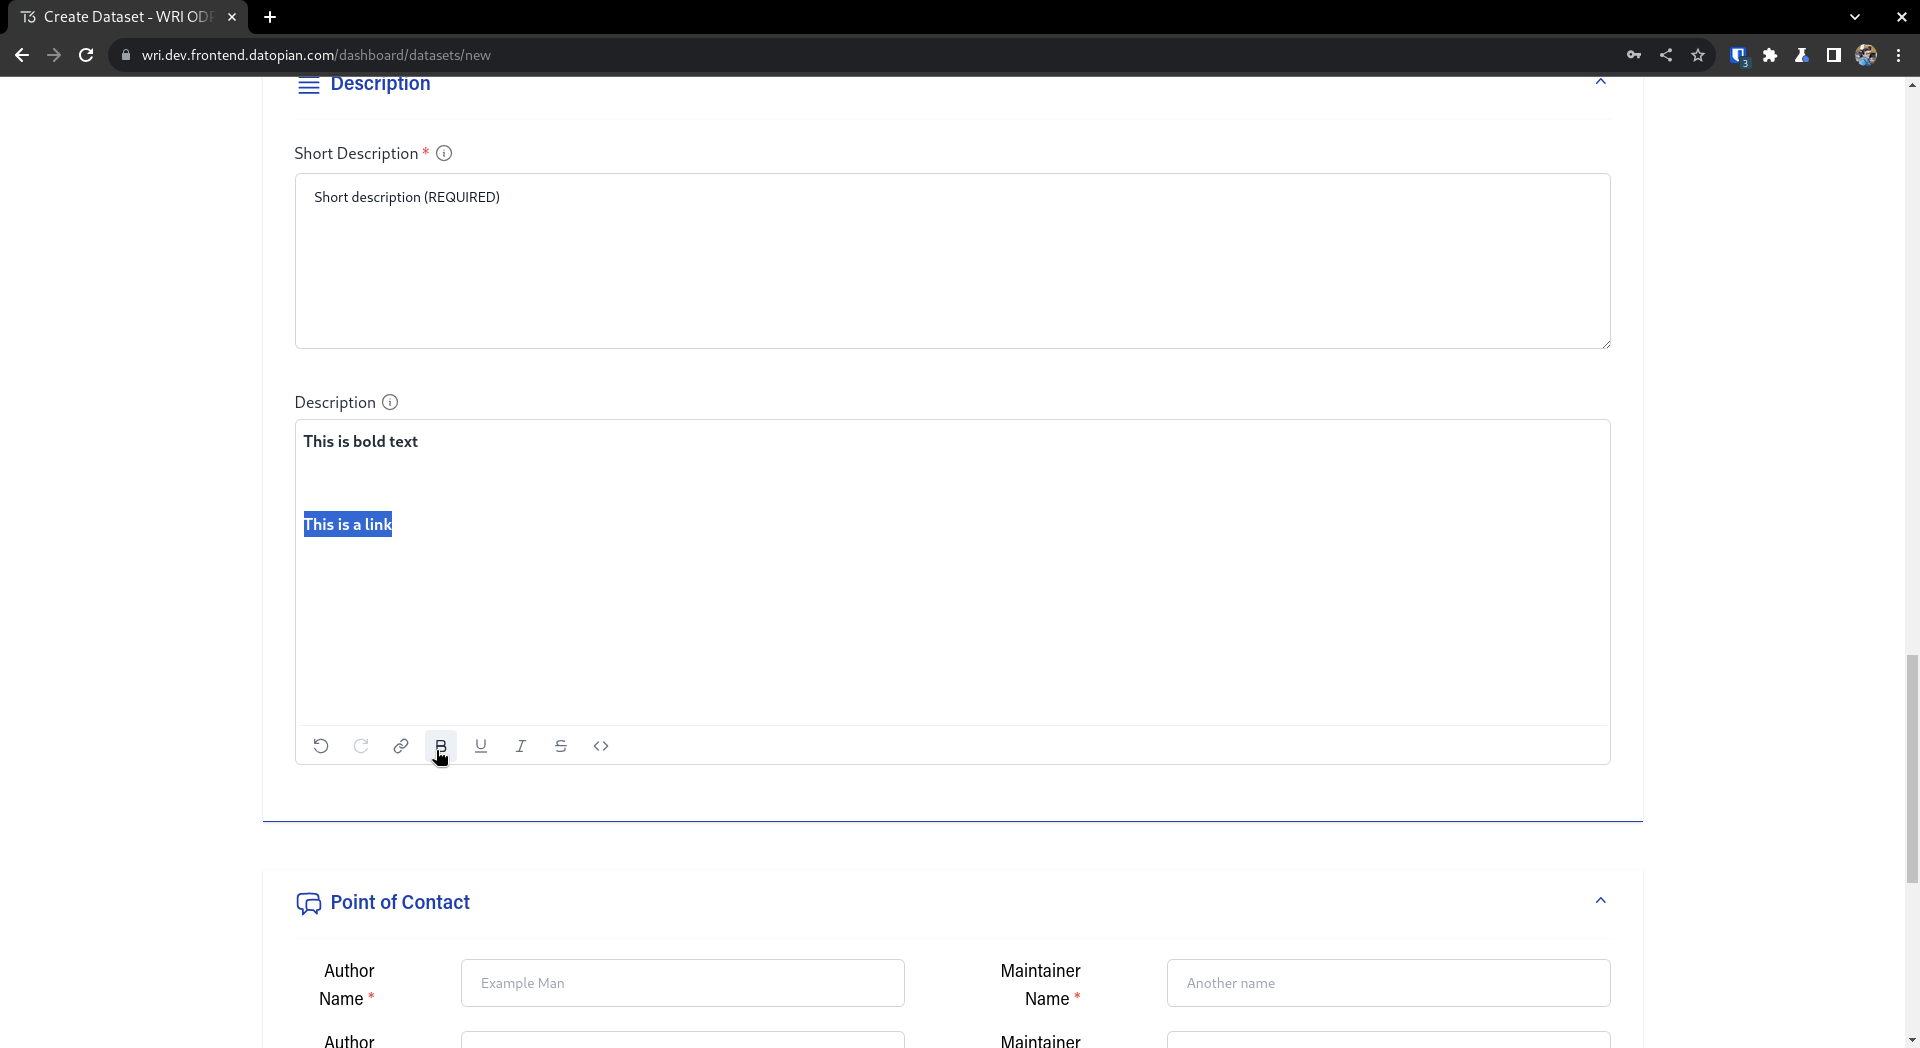 Create Dataset - WRI OD
wri.dev.frontend.datopian.com/dashboard/datasets/new
3
Description
Short Description *
Short description (REQUIRED)
Description
This is bold text
This is a link
B U I S <>
Point of Contact
Author Name *
Example Man
Maintainer Name *
Another name
Author
Maintainer